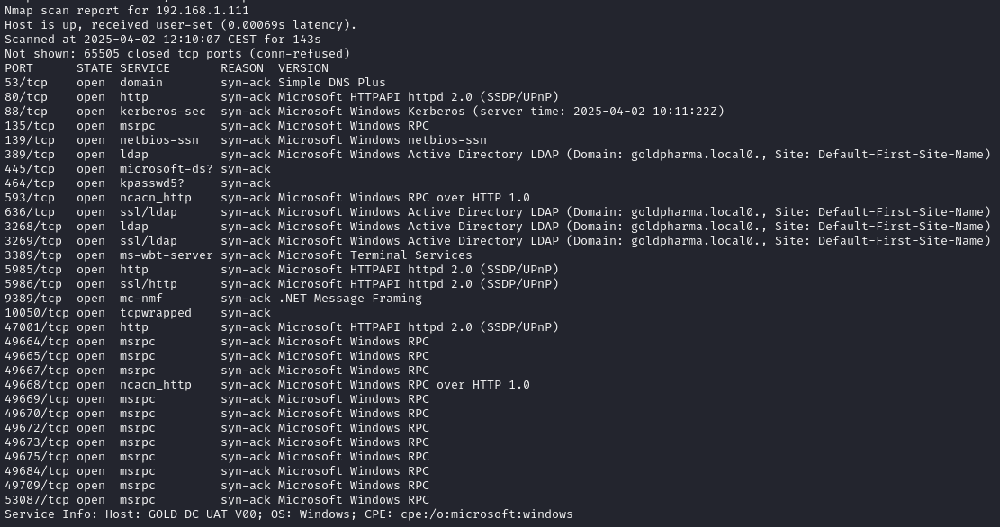 Nmap scan report for 192.168.1.111
Host is up, received user-set (0.00069s latency).
Scanned at 2025-04-02 12:10:07 CEST for 143s
Not shown: 65505 closed tcp ports (conn-refused)
PORT      STATE SERVICE       REASON  VERSION
53/tcp    open  domain        syn-ack Simple DNS Plus
80/tcp    open  http          syn-ack Microsoft HTTPAPI httpd 2.0 (SSDP/UPnP)
88/tcp    open  kerberos-sec  syn-ack Microsoft Windows Kerberos (server time: 2025-04-02 10:11:22Z)
135/tcp   open  msrpc         syn-ack Microsoft Windows RPC
139/tcp   open  netbios-ssn   syn-ack Microsoft Windows netbios-ssn
389/tcp   open  ldap          syn-ack Microsoft Windows Active Directory LDAP (Domain: goldpharma.local0., Site: Default-First-Site-Name)
445/tcp   open  microsoft-ds? syn-ack
464/tcp   open  kpasswd5?     syn-ack
593/tcp   open  ncacn_http    syn-ack Microsoft Windows RPC over HTTP 1.0
636/tcp   open  ssl/ldap      syn-ack Microsoft Windows Active Directory LDAP (Domain: goldpharma.local0., Site: Default-First-Site-Name)
3268/tcp  open  ldap          syn-ack Microsoft Windows Active Directory LDAP (Domain: goldpharma.local0., Site: Default-First-Site-Name)
3269/tcp  open  ssl/ldap      syn-ack Microsoft Windows Active Directory LDAP (Domain: goldpharma.local0., Site: Default-First-Site-Name)
3389/tcp  open  ms-wbt-server syn-ack Microsoft Terminal Services
5985/tcp  open  http          syn-ack Microsoft HTTPAPI httpd 2.0 (SSDP/UPnP)
5986/tcp  open  ssl/http      syn-ack Microsoft HTTPAPI httpd 2.0 (SSDP/UPnP)
9389/tcp  open  mc-nmf        syn-ack .NET Message Framing
10050/tcp open  tcpwrapped    syn-ack
47001/tcp open  http          syn-ack Microsoft HTTPAPI httpd 2.0 (SSDP/UPnP)
49664/tcp open  msrpc         syn-ack Microsoft Windows RPC
49665/tcp open  msrpc         syn-ack Microsoft Windows RPC
49667/tcp open  msrpc         syn-ack Microsoft Windows RPC
49668/tcp open  ncacn_http    syn-ack Microsoft Windows RPC over HTTP 1.0
49669/tcp open  msrpc         syn-ack Microsoft Windows RPC
49670/tcp open  msrpc         syn-ack Microsoft Windows RPC
49672/tcp open  msrpc         syn-ack Microsoft Windows RPC
49673/tcp open  msrpc         syn-ack Microsoft Windows RPC
49675/tcp open  msrpc         syn-ack Microsoft Windows RPC
49684/tcp open  msrpc         syn-ack Microsoft Windows RPC
49709/tcp open  msrpc         syn-ack Microsoft Windows RPC
53087/tcp open  msrpc         syn-ack Microsoft Windows RPC
Service Info: Host: GOLD-DC-UAT-V00; OS: Windows; CPE: cpe:/o:microsoft:windows